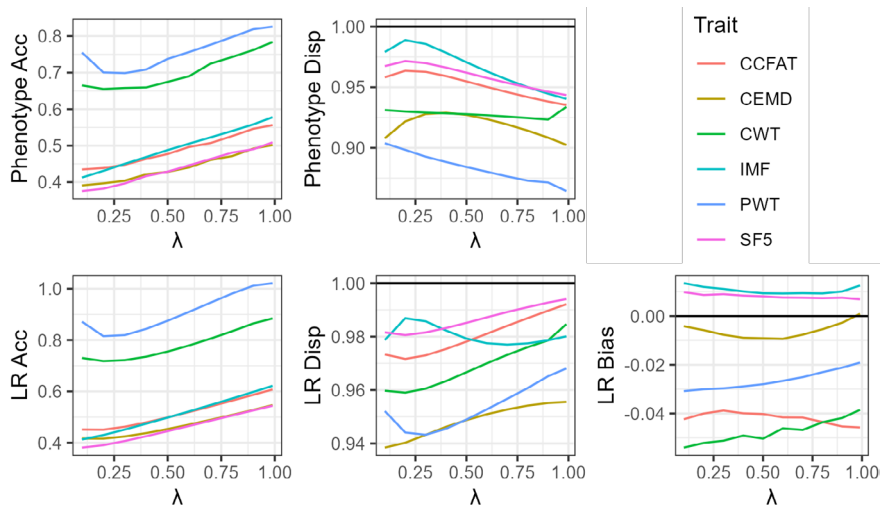 Phenotype Acc
0.8
0.7
0.6
0.5
0.4
0.25 0.50 0.75 1.00
λ
Phenotype Disp
1.00
0.95
0.90
0.25 0.50 0.75 1.00
λ
Trait
CCFAT
CEMD
CWT
IMF
PWT
SF5
LR Acc
1.0
0.8
0.6
0.4
0.25 0.50 0.75 1.00
λ
LR Disp
1.00
0.98
0.96
0.94
0.25 0.50 0.75 1.00
λ
LR Bias
0.00
-0.02
-0.04
0.25 0.50 0.75 1.00
λ